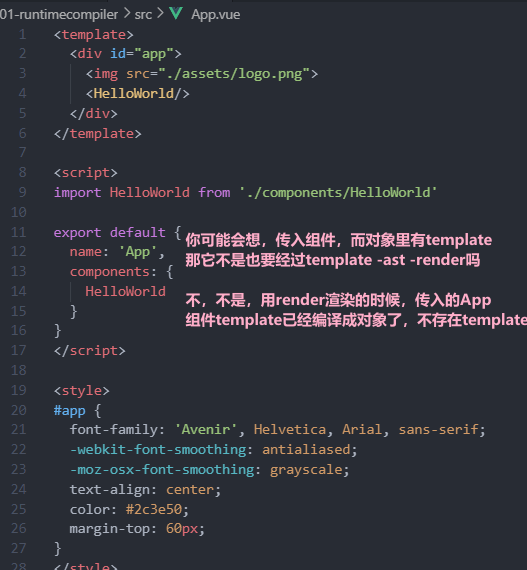 01-runtimecompiler > src > App.vue
1 <template>
2 <div id="app">
3 <img src="./assets/logo.png">
4 <HelloWorld/>
5 </div>
6 </template>
7
8 <script>
9 import HelloWorld from './components/HelloWorld'
10
11 export default {
你可能会想，传入组件，而对象里有template
12 name: 'App',
那它不是也要经过template -ast -render吗
13 components: {
14 HelloWorld
不，不是，用render渲染的时候，传入的App
15 }
组件template已经编译成对象了，不存在template
16 }
17 </script>
18
19 <style>
20 #app {
21 font-family: 'Avenir', Helvetica, Arial, sans-serif;
22 -webkit-font-smoothing: antialiased;
23 -moz-osx-font-smoothing: grayscale;
24 text-align: center;
25 color: #2c3e50;
26 margin-top: 60px;
27 }
28 </style>